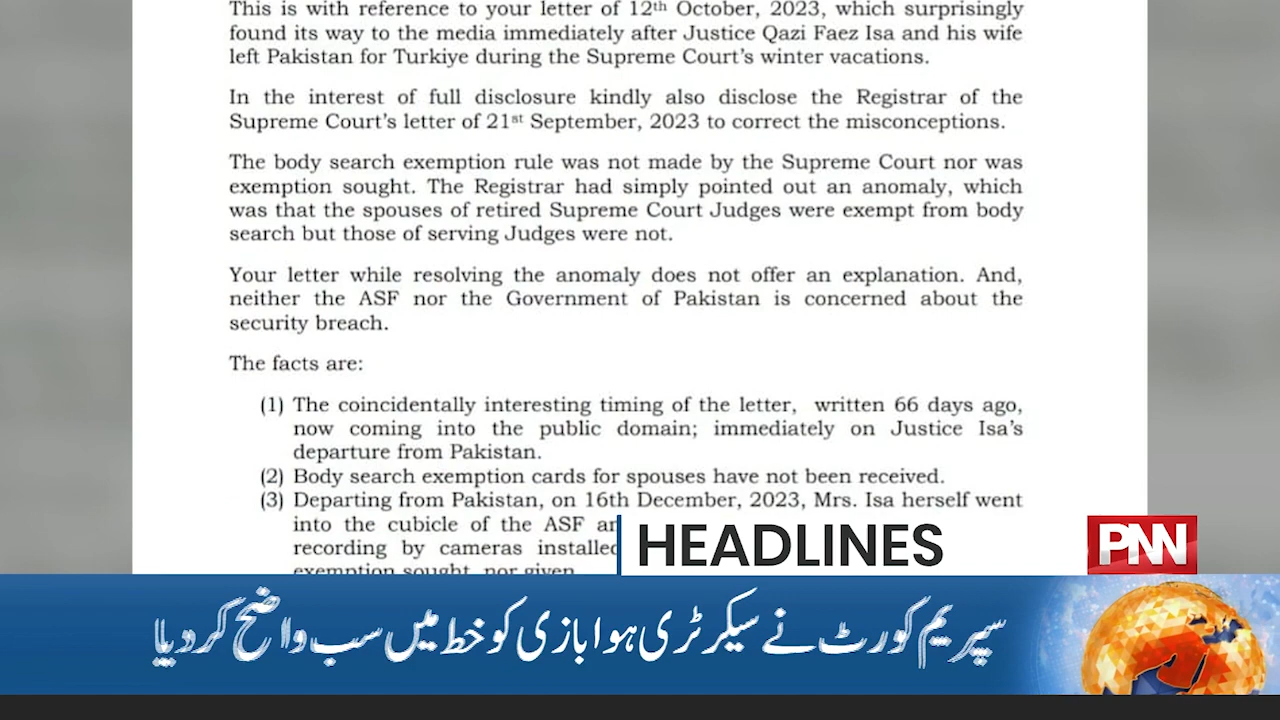 This is with reference to your letter of 12th October, 2023, which surprisingly
found its way to the media immediately after Justice Qazi Faez Isa and his wife
left Pakistan for Turkiye during the Supreme Court's winter vacations.
In the interest of full disclosure kindly also disclose the Registrar of the
Supreme Court's letter of 21st September, 2023 to correct the misconceptions.
The body search exemption rule was not made by the Supreme Court nor was
exemption sought. The Registrar had simply pointed out an anomaly, which
was that the spouses of retired Supreme Court Judges were exempt from body
search but those of serving Judges were not.
Your letter while resolving the anomaly does not offer an explanation. And,
neither the ASF nor the Government of Pakistan is concerned about the
security breach.
The facts are:
(1) The coincidentally interesting timing of the letter, written 66 days ago,
now coming into the public domain; immediately on Justice Isa's
departure from Pakistan.
(2) Body search exemption cards for spouses have not been received.
(3) Departing from Pakistan, on 16th December, 2023, Mrs. Isa herself went
into the cubicle of the ASF
recording by cameras installed
exemption sought, nor given
HEADLINES
PNN
سپریم کورٹ نے سیکرٹری ہوا بازی کو خط میں سب واضح کر دیا